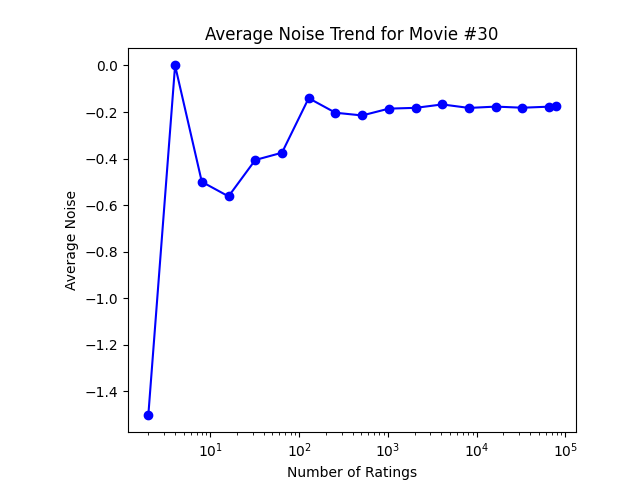 Average Noise Trend for Movie #30
0.0
−0.2
−0.4
−0.6
−0.8
−1.0
−1.2
−1.4
Average Noise
10¹ 10² 10³ 10⁴ 10⁵
Number of Ratings